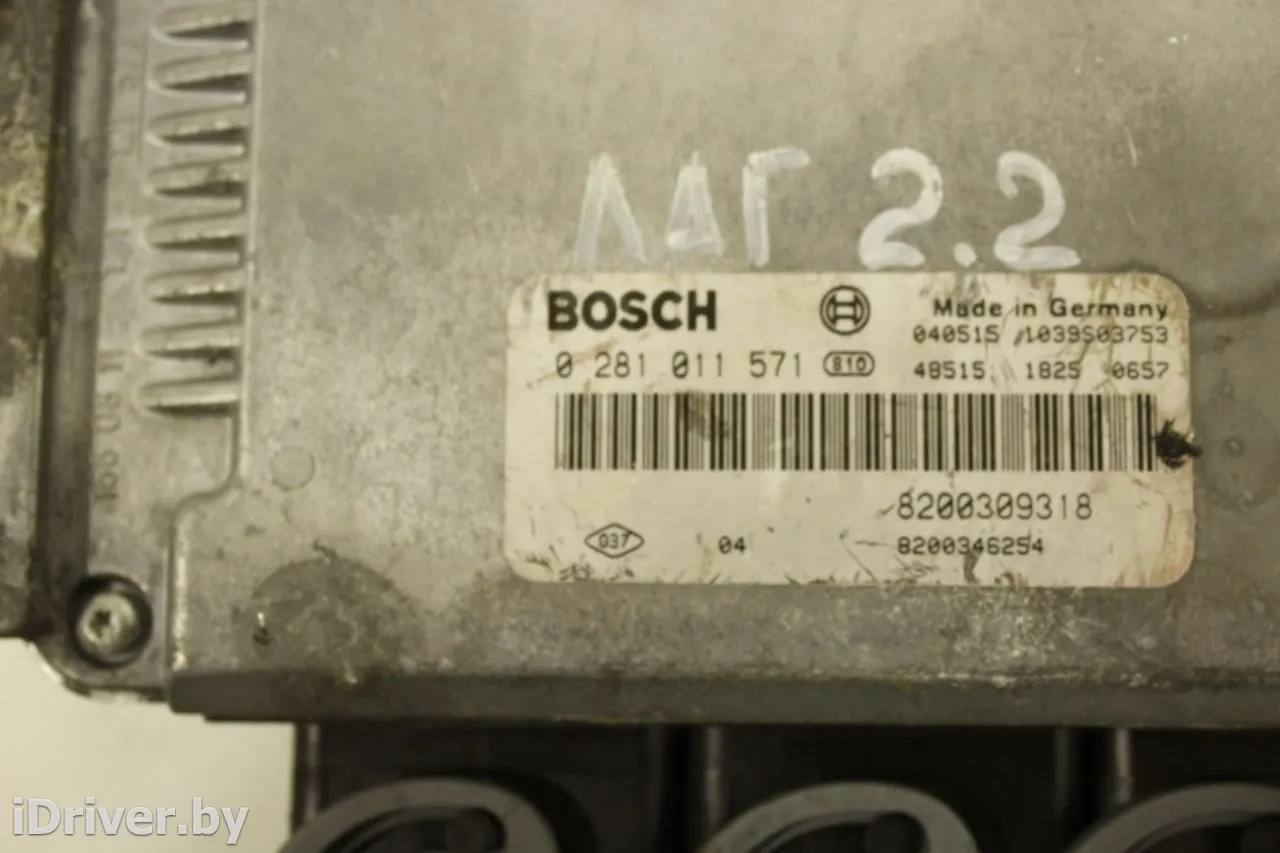 ЛАГ 2.2
BOSCH Made in Germany
040515 1039S03753
0 281 011 571 810 48515 1825 0657
8200309318
037 04 8200346254
iDriver.by